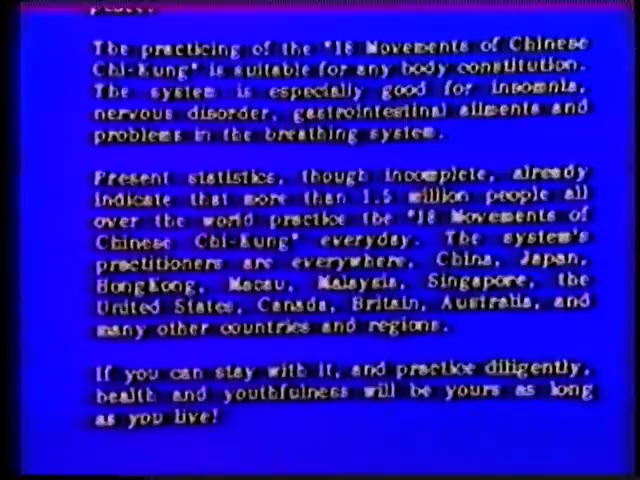 The practicing of the "18 Movements of Chinese
Chi-Kung" is suitable for any body constitution.
The system is especially good for insomnia,
nervous disorder, gastrointestinal ailments and
problems in the breathing system.
Present statistics, though incomplete, already
indicate that more than 1.5 million people all
over the world practice the "18 Movements of
Chinese Chi-Kung" everyday. The system's
practitioners are everywhere, China, Japan,
HongKong, Macau, Malaysia, Singapore, the
United States, Canada, Britain, Australia, and
many other countries and regions.
If you can stay with it, and practice diligently,
health and youthfulness will be yours as long
as you live!